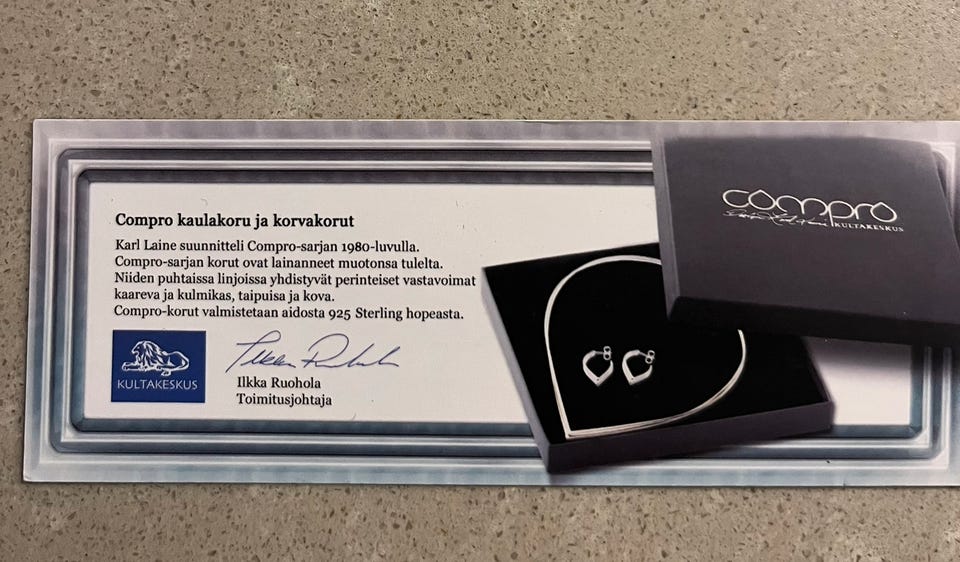 Compro kaulakoru ja korvakorut
Karl Laine suunnitteli Compro-sarjan 1980-luvulla.
Compro-sarjan korut ovat lainanneet muotonsa tulelta.
Niiden puhtaissa linjoissa yhdistyvät perinteiset vastavoimat
kaareva ja kulmikas, taipuisa ja kova.
Compro-korut valmistetaan aidosta 925 Sterling hopeasta.
KULTAKESKUS
Ilkka Ruohola
Ilkka Ruohola
Toimitusjohtaja
compro
KULTAKESKUS